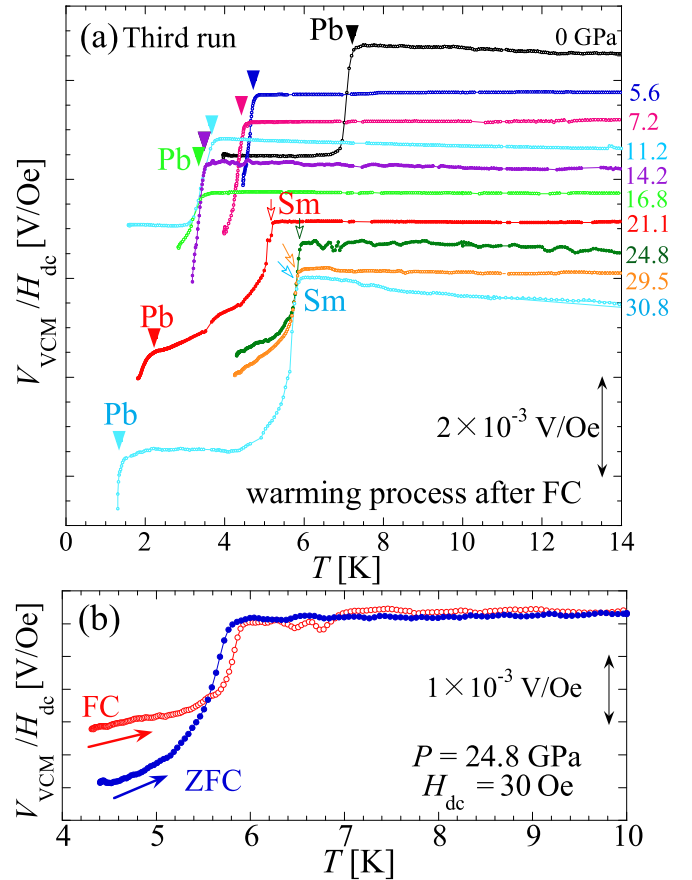 (a) Third run
Pb
0 GPa
5.6
7.2
11.2
14.2
16.8
21.1
24.8
29.5
30.8
Pb
Sm
Sm
Pb
Pb
2×10⁻³ V/Oe
warming process after FC
V_VCM /H_dc [V/Oe]
0 2 4 6 8 10 12 14
T [K]
(b)
FC
ZFC
1×10⁻³ V/Oe
P = 24.8 GPa
H_dc = 30 Oe
V_VCM /H_dc [V/Oe]
4 5 6 7 8 9 10
T [K]